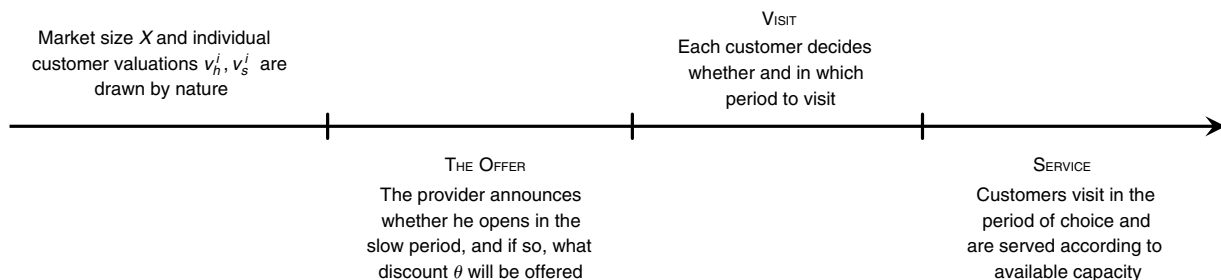 Market size X and individual
customer valuations v_h^i, v_s^i are
drawn by nature
THE OFFER
The provider announces
whether he opens in the
slow period, and if so, what
discount θ will be offered
VISIT
Each customer decides
whether and in which
period to visit
SERVICE
Customers visit in the
period of choice and
are served according to
available capacity